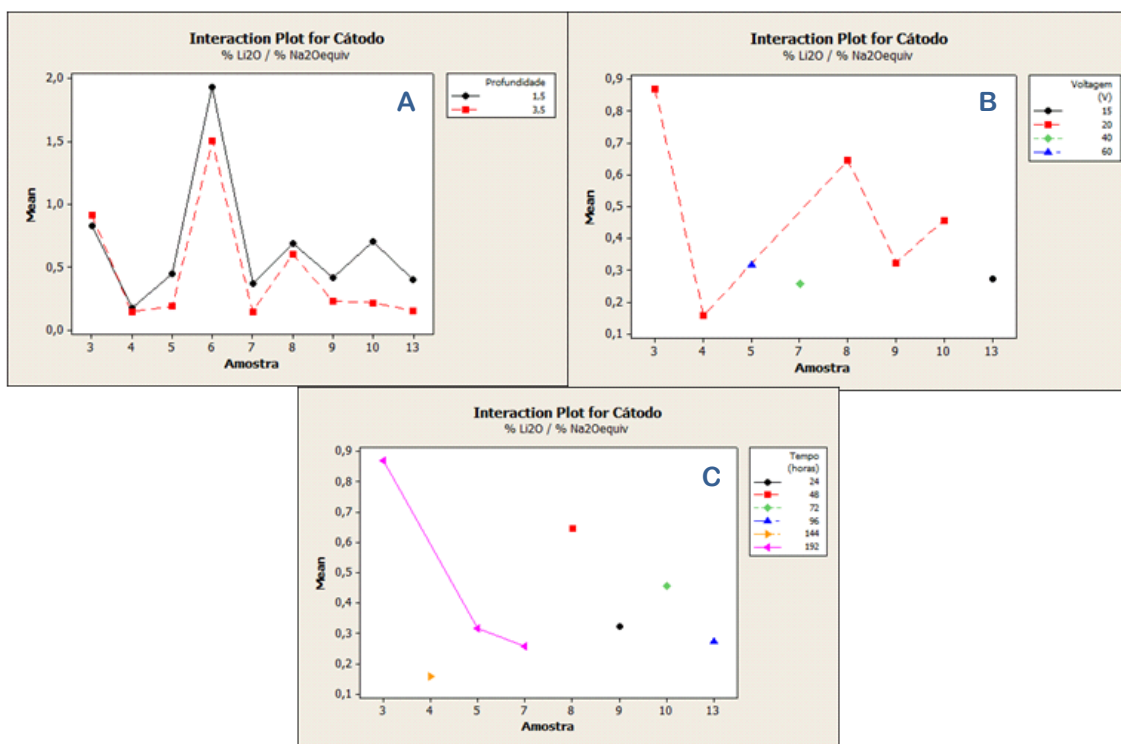 Interaction Plot for Cátodo
% Li2O / % Na2Oequiv
A
Profundidade
1,5
3,5
2,0
1,5
1,0
0,5
0,0
Mean
3 4 5 6 7 8 9 10 13
Amostra
Interaction Plot for Cátodo
% Li2O / % Na2Oequiv
B
Voltagem
(V)
15
20
40
60
0,9
0,8
0,7
0,6
0,5
0,4
0,3
0,2
0,1
Mean
3 4 5 7 8 9 10 13
Amostra
Interaction Plot for Cátodo
% Li2O / % Na2Oequiv
C
Tempo
(horas)
24
48
72
96
144
192
0,9
0,8
0,7
0,6
0,5
0,4
0,3
0,2
0,1
Mean
3 4 5 7 8 9 10 13
Amostra